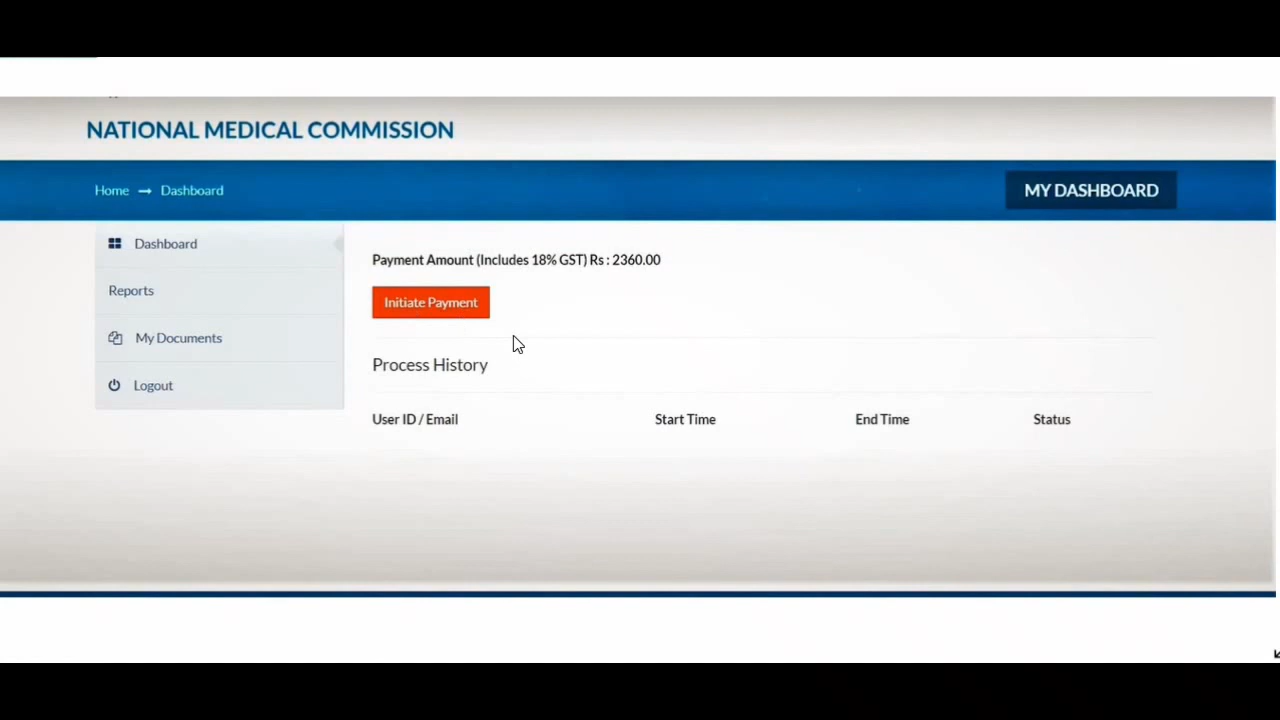 NATIONAL MEDICAL COMMISSION
Home → Dashboard
MY DASHBOARD
Dashboard
Reports
My Documents
Logout
Payment Amount (Includes 18% GST) Rs : 2360.00
Initiate Payment
Process History
User ID / Email Start Time End Time Status